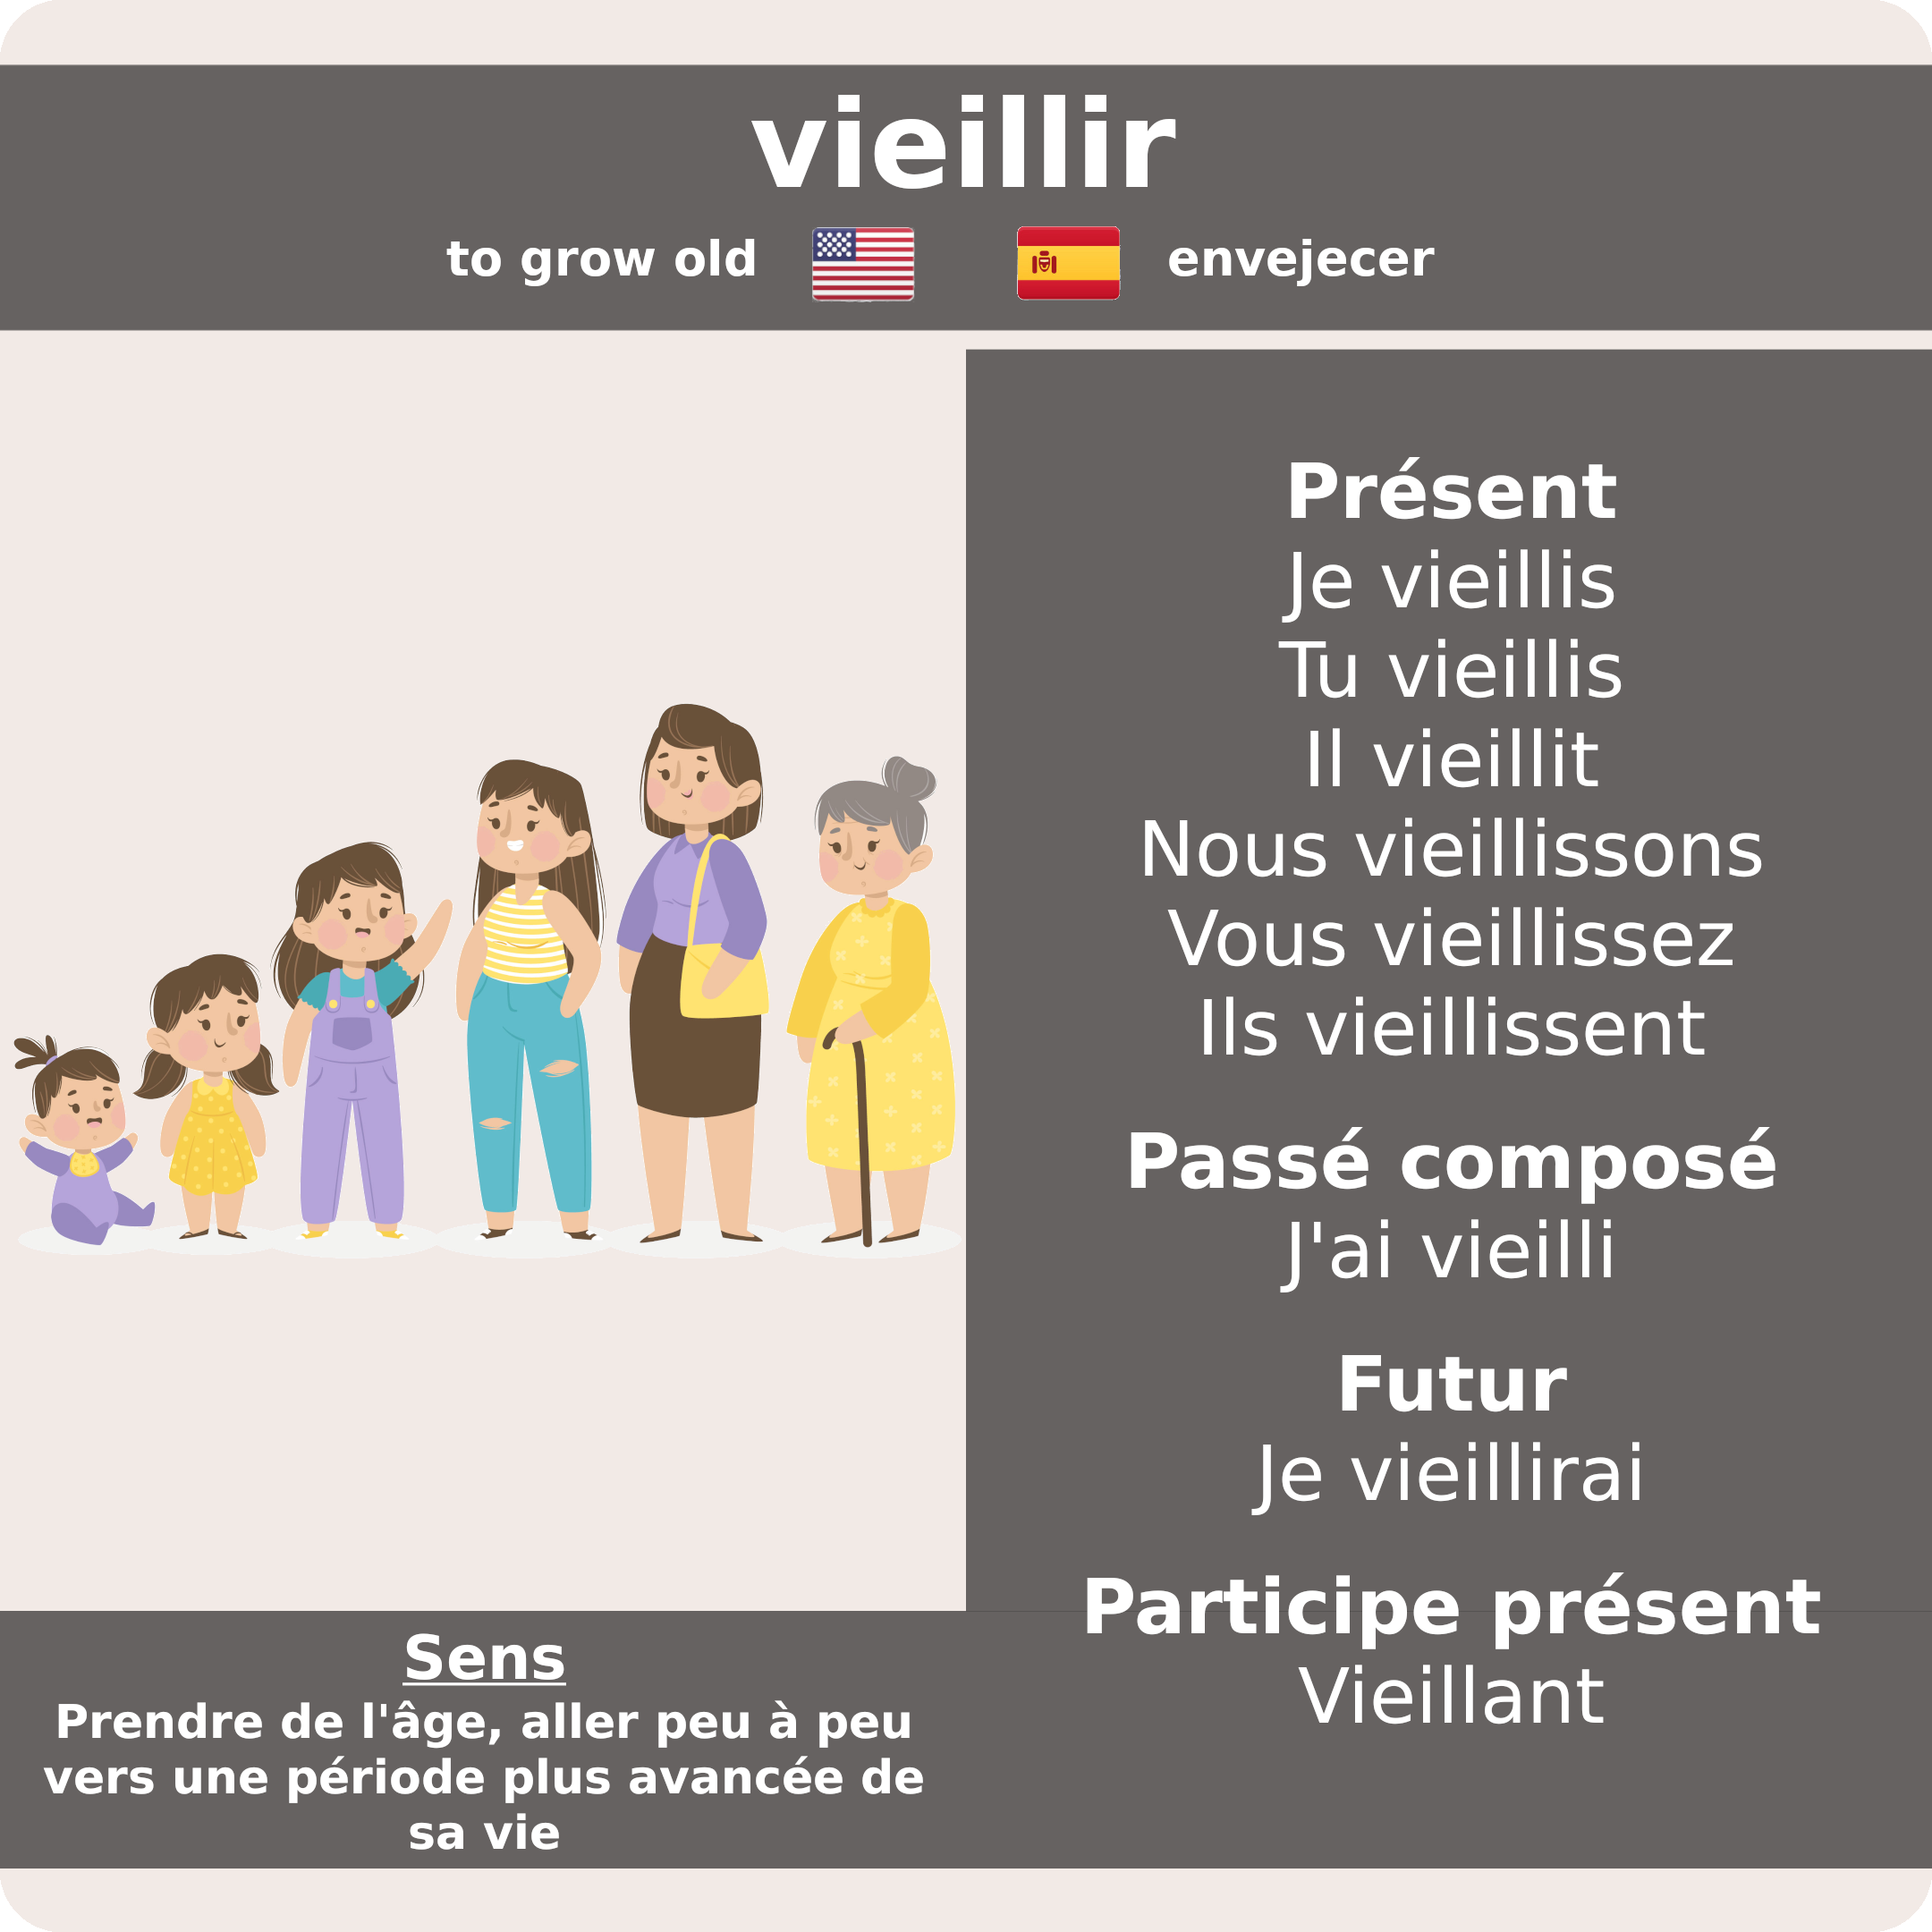 vieillir
to grow old
envejecer
Présent
Je vieillis
Tu vieillis
Il vieillit
Nous vieillissons
Vous vieillissez
Ils vieillissent
Passé composé
J'ai vieilli
Futur
Je vieillirai
Participe présent
Vieillant
Sens
Prendre de l'âge, aller peu à peu
vers une période plus avancée de
sa vie